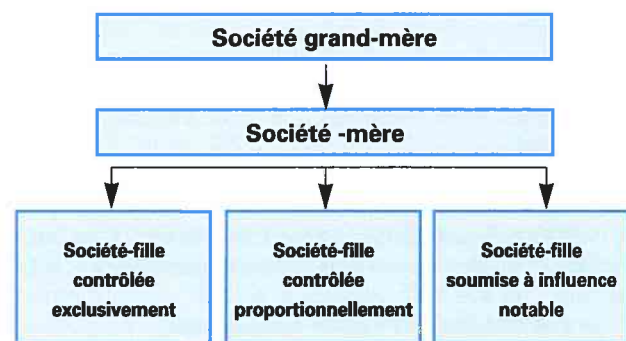 Société grand-mère
Société -mère
Société-fille
contrôlée
exclusivement
Société-fille
contrôlée
proportionnellement
Société-fille
soumise à influence
notable